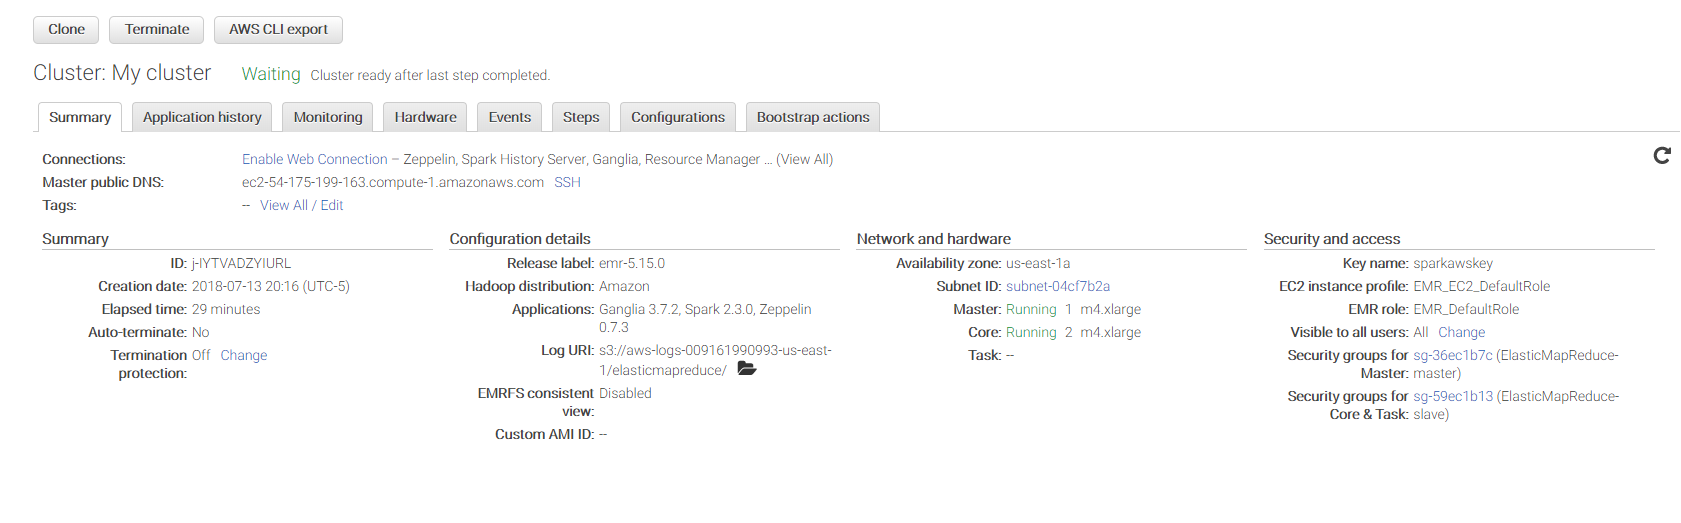 Clone Terminate AWS CLI export
Cluster: My cluster Waiting Cluster ready after last step completed.
Summary Application history Monitoring Hardware Events Steps Configurations Bootstrap actions
Connections: Enable Web Connection – Zeppelin, Spark History Server, Ganglia, Resource Manager ... (View All)
Master public DNS: ec2-54-175-199-163.compute-1.amazonaws.com SSH
Tags: -- View All / Edit
Summary
ID: j-IYTVADZYIURL
Creation date: 2018-07-13 20:16 (UTC-5)
Elapsed time: 29 minutes
Auto-terminate: No
Termination Off Change
protection:
Configuration details
Release label: emr-5.15.0
Hadoop distribution: Amazon
Applications: Ganglia 3.7.2, Spark 2.3.0, Zeppelin
0.7.3
Log URI: s3://aws-logs-009161990993-us-east-
1/elasticmapreduce/
EMRFS consistent Disabled
view:
Custom AMI ID: --
Network and hardware
Availability zone: us-east-1a
Subnet ID: subnet-04cf7b2a
Master: Running 1 m4.xlarge
Core: Running 2 m4.xlarge
Task: --
Security and access
Key name: sparkawskey
EC2 instance profile: EMR_EC2_DefaultRole
EMR role: EMR_DefaultRole
Visible to all users: All Change
Security groups for sg-36ec1b7c (ElasticMapReduce-
Master: master)
Security groups for sg-59ec1b13 (ElasticMapReduce-
Core & Task: slave)